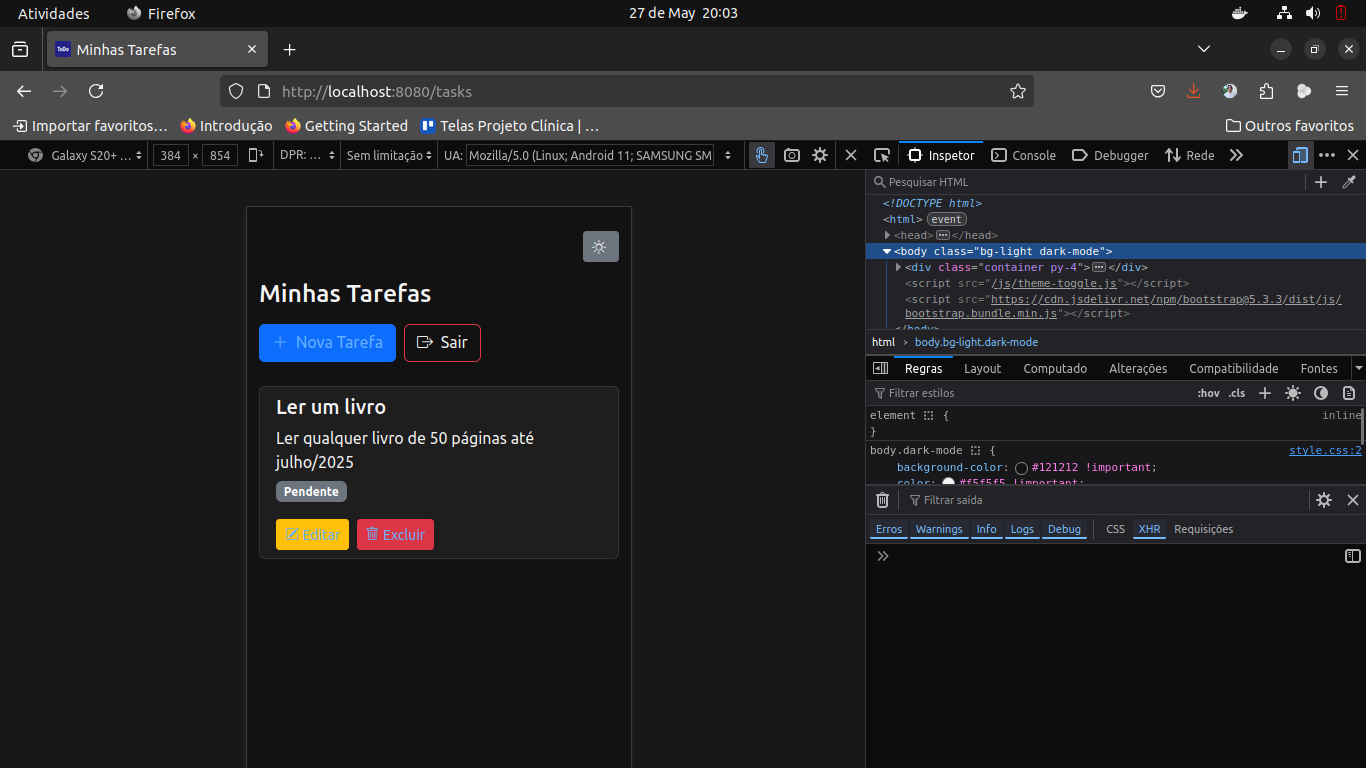 Atividades
Firefox
27 de May 20:03
ToDo
Minhas Tarefas
http://localhost:8080/tasks
Importar favoritos…
Introdução
Getting Started
Telas Projeto Clínica | …
Outros favoritos
Galaxy S20+ …
384 × 854
DPR: …
Sem limitação
UA: Mozilla/5.0 (Linux; Android 11; SAMSUNG SM
Inspetor
Console
Debugger
Rede
Minhas Tarefas
Nova Tarefa
Sair
Ler um livro
Ler qualquer livro de 50 páginas até
julho/2025
Pendente
Editar
Excluir
Pesquisar HTML
<!DOCTYPE html>
<html> event
<head> ⋯ </head>
<body class="bg-light dark-mode">
<div class="container py-4"> ⋯ </div>
<script src="/js/theme-toggle.js"></script>
<script src="https://cdn.jsdelivr.net/npm/bootstrap@5.3.3/dist/js/
bootstrap.bundle.min.js"></script>
</body>
html › body.bg-light.dark-mode
Regras
Layout
Computado
Alterações
Compatibilidade
Fontes
Filtrar estilos
:hov .cls
element {
inline
}
body.dark-mode {
style.css:2
background-color: #121212 !important;
color: #f5f5f5 !important;
Filtrar saída
Erros
Warnings
Info
Logs
Debug
CSS
XHR
Requisições